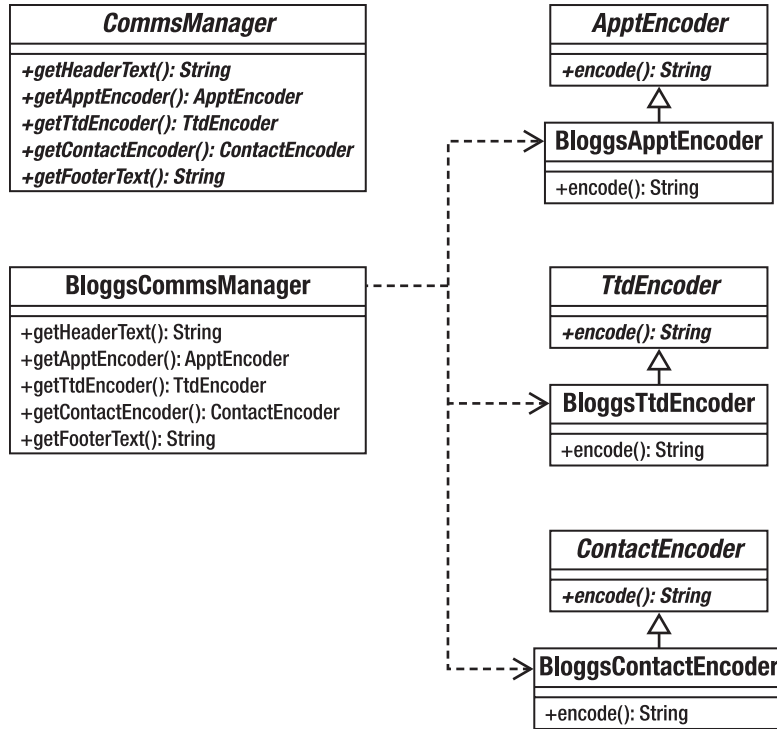 CommsManager
+getHeaderText(): String
+getApptEncoder(): ApptEncoder
+getTtdEncoder(): TtdEncoder
+getContactEncoder(): ContactEncoder
+getFooterText(): String
BloggsCommsManager
+getHeaderText(): String
+getApptEncoder(): ApptEncoder
+getTtdEncoder(): TtdEncoder
+getContactEncoder(): ContactEncoder
+getFooterText(): String
ApptEncoder
+encode(): String
BloggsApptEncoder
+encode(): String
TtdEncoder
+encode(): String
BloggsTtdEncoder
+encode(): String
ContactEncoder
+encode(): String
BloggsContactEncoder
+encode(): String